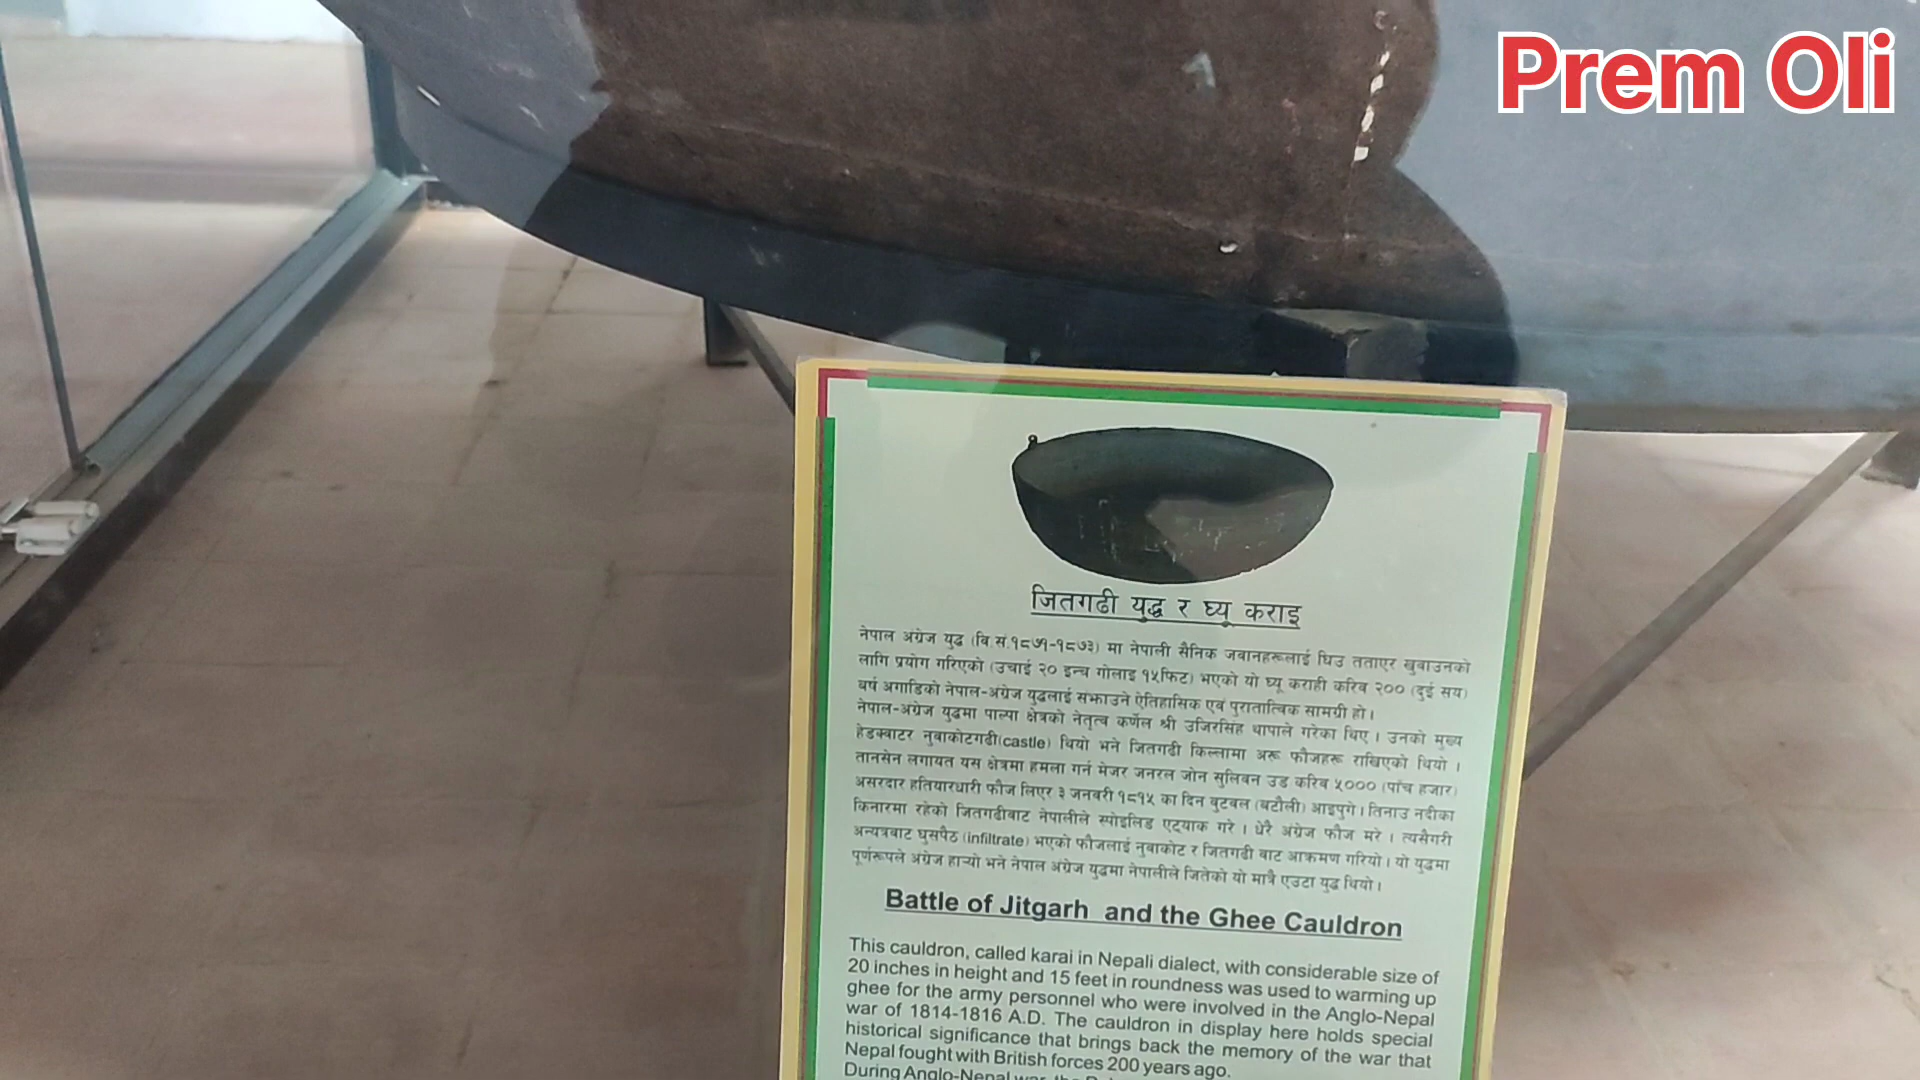 Prem Oli
जितगढी युद्ध र घ्यू कराइ
नेपाल अंग्रेज युद्ध (वि.सं.१८७१-१८७३) मा नेपाली सैनिक जवानहरूलाई घिउ तताएर खुवाउनको
लागि प्रयोग गरिएको (उचाई २० इन्च गोलाइ १५फिट) भएको यो घ्यू कराही करिब २०० (दुई सय)
वर्ष अगाडिको नेपाल-अंग्रेज युद्धलाई सम्झाउने ऐतिहासिक एवं पुरातात्विक सामग्री हो।
नेपाल-अंग्रेज युद्धमा पाल्पा क्षेत्रको नेतृत्व कर्णेल श्री उजिरसिंह थापाले गरेका थिए । उनको मुख्य
हेडक्वाटर नुवाकोटगढी(castle) थियो भने जितगढी किल्लामा अरू फौजहरू राखिएको थियो ।
तानसेन लगायत यस क्षेत्रमा हमला गर्न मेजर जनरल जोन सुलिबन उड करिब ५००० (पाँच हजार)
असरदार हतियारधारी फौज लिएर ३ जनवरी १८१५ का दिन बुटवल (बटौली) आइपुगे। तिनाउ नदीका
किनारमा रहेको जितगढीबाट नेपालीले स्पोइलिड एट्याक गरे । धेरै अंग्रेज फौज मरे । त्यसैगरी
अन्यत्रबाट घुसपैठ (infiltrate) भएको फौजलाई नुवाकोट र जितगढी बाट आक्रमण गरियो। यो युद्धमा
पूर्णरूपले अंग्रेज हार्‍यो भने नेपाल अंग्रेज युद्धमा नेपालीले जितेको यो मात्रै एउटा युद्ध थियो।
Battle of Jitgarh and the Ghee Cauldron
This cauldron, called karai in Nepali dialect, with considerable size of
20 inches in height and 15 feet in roundness was used to warming up
ghee for the army personnel who were involved in the Anglo-Nepal
war of 1814-1816 A.D. The cauldron in display here holds special
historical significance that brings back the memory of the war that
Nepal fought with British forces 200 years ago.
During Anglo-Nepal war, the